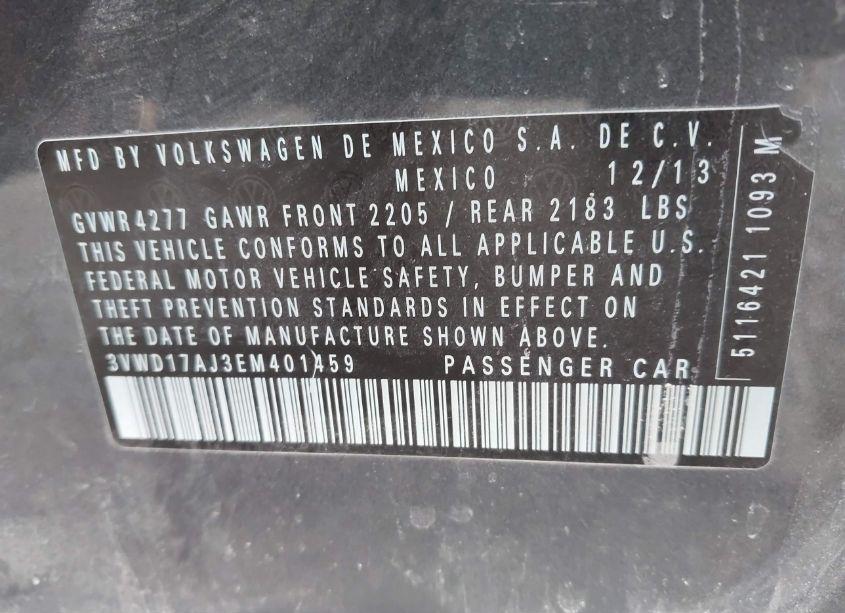 MFD BY VOLKSWAGEN DE MEXICO S.A. DE C.V.
MEXICO 12/13
GVWR4277 GAWR FRONT 2205 / REAR 2183 LBS
THIS VEHICLE CONFORMS TO ALL APPLICABLE U.S.
FEDERAL MOTOR VEHICLE SAFETY, BUMPER AND
THEFT PREVENTION STANDARDS IN EFFECT ON
THE DATE OF MANUFACTURE SHOWN ABOVE.
3VWD17AJ3EM401459 PASSENGER CAR
5116421 1093 M